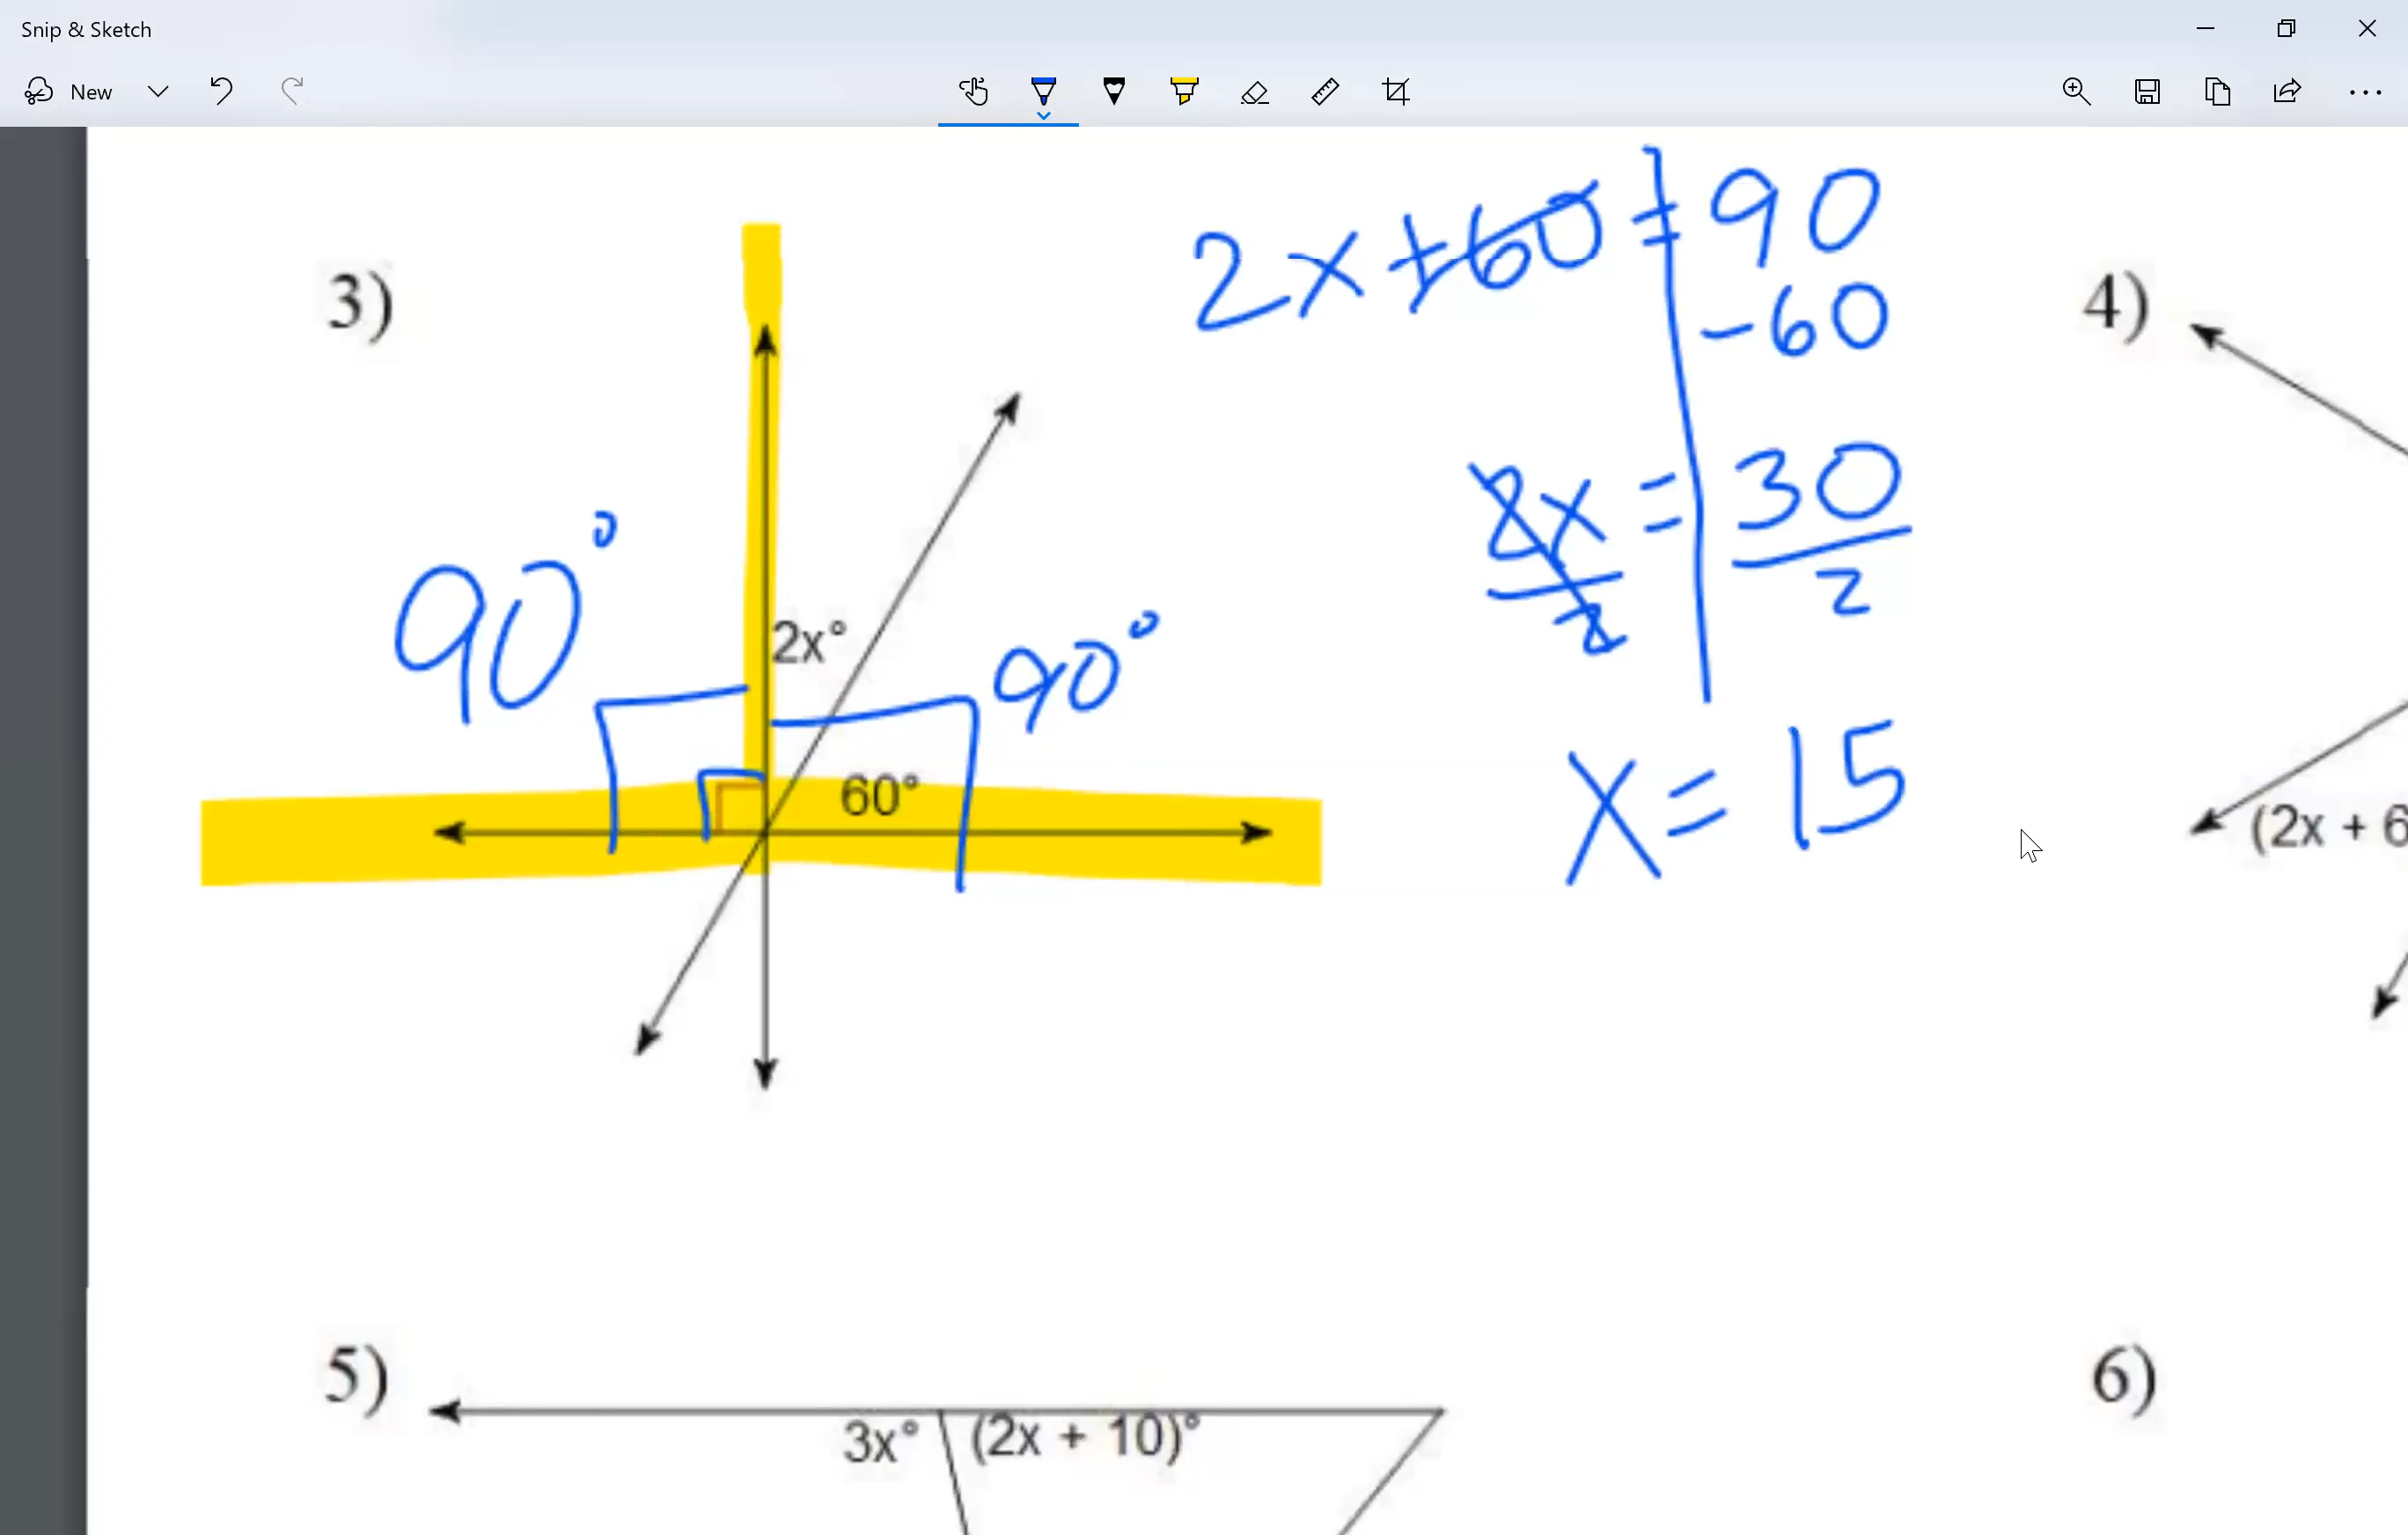 Snip & Sketch
New
3)
2x+60=90
-60
2x=30
2 2
x=15
90°
2x°
90°
60°
4)
(2x + 6
5)
3x°
(2x + 10)°
6)